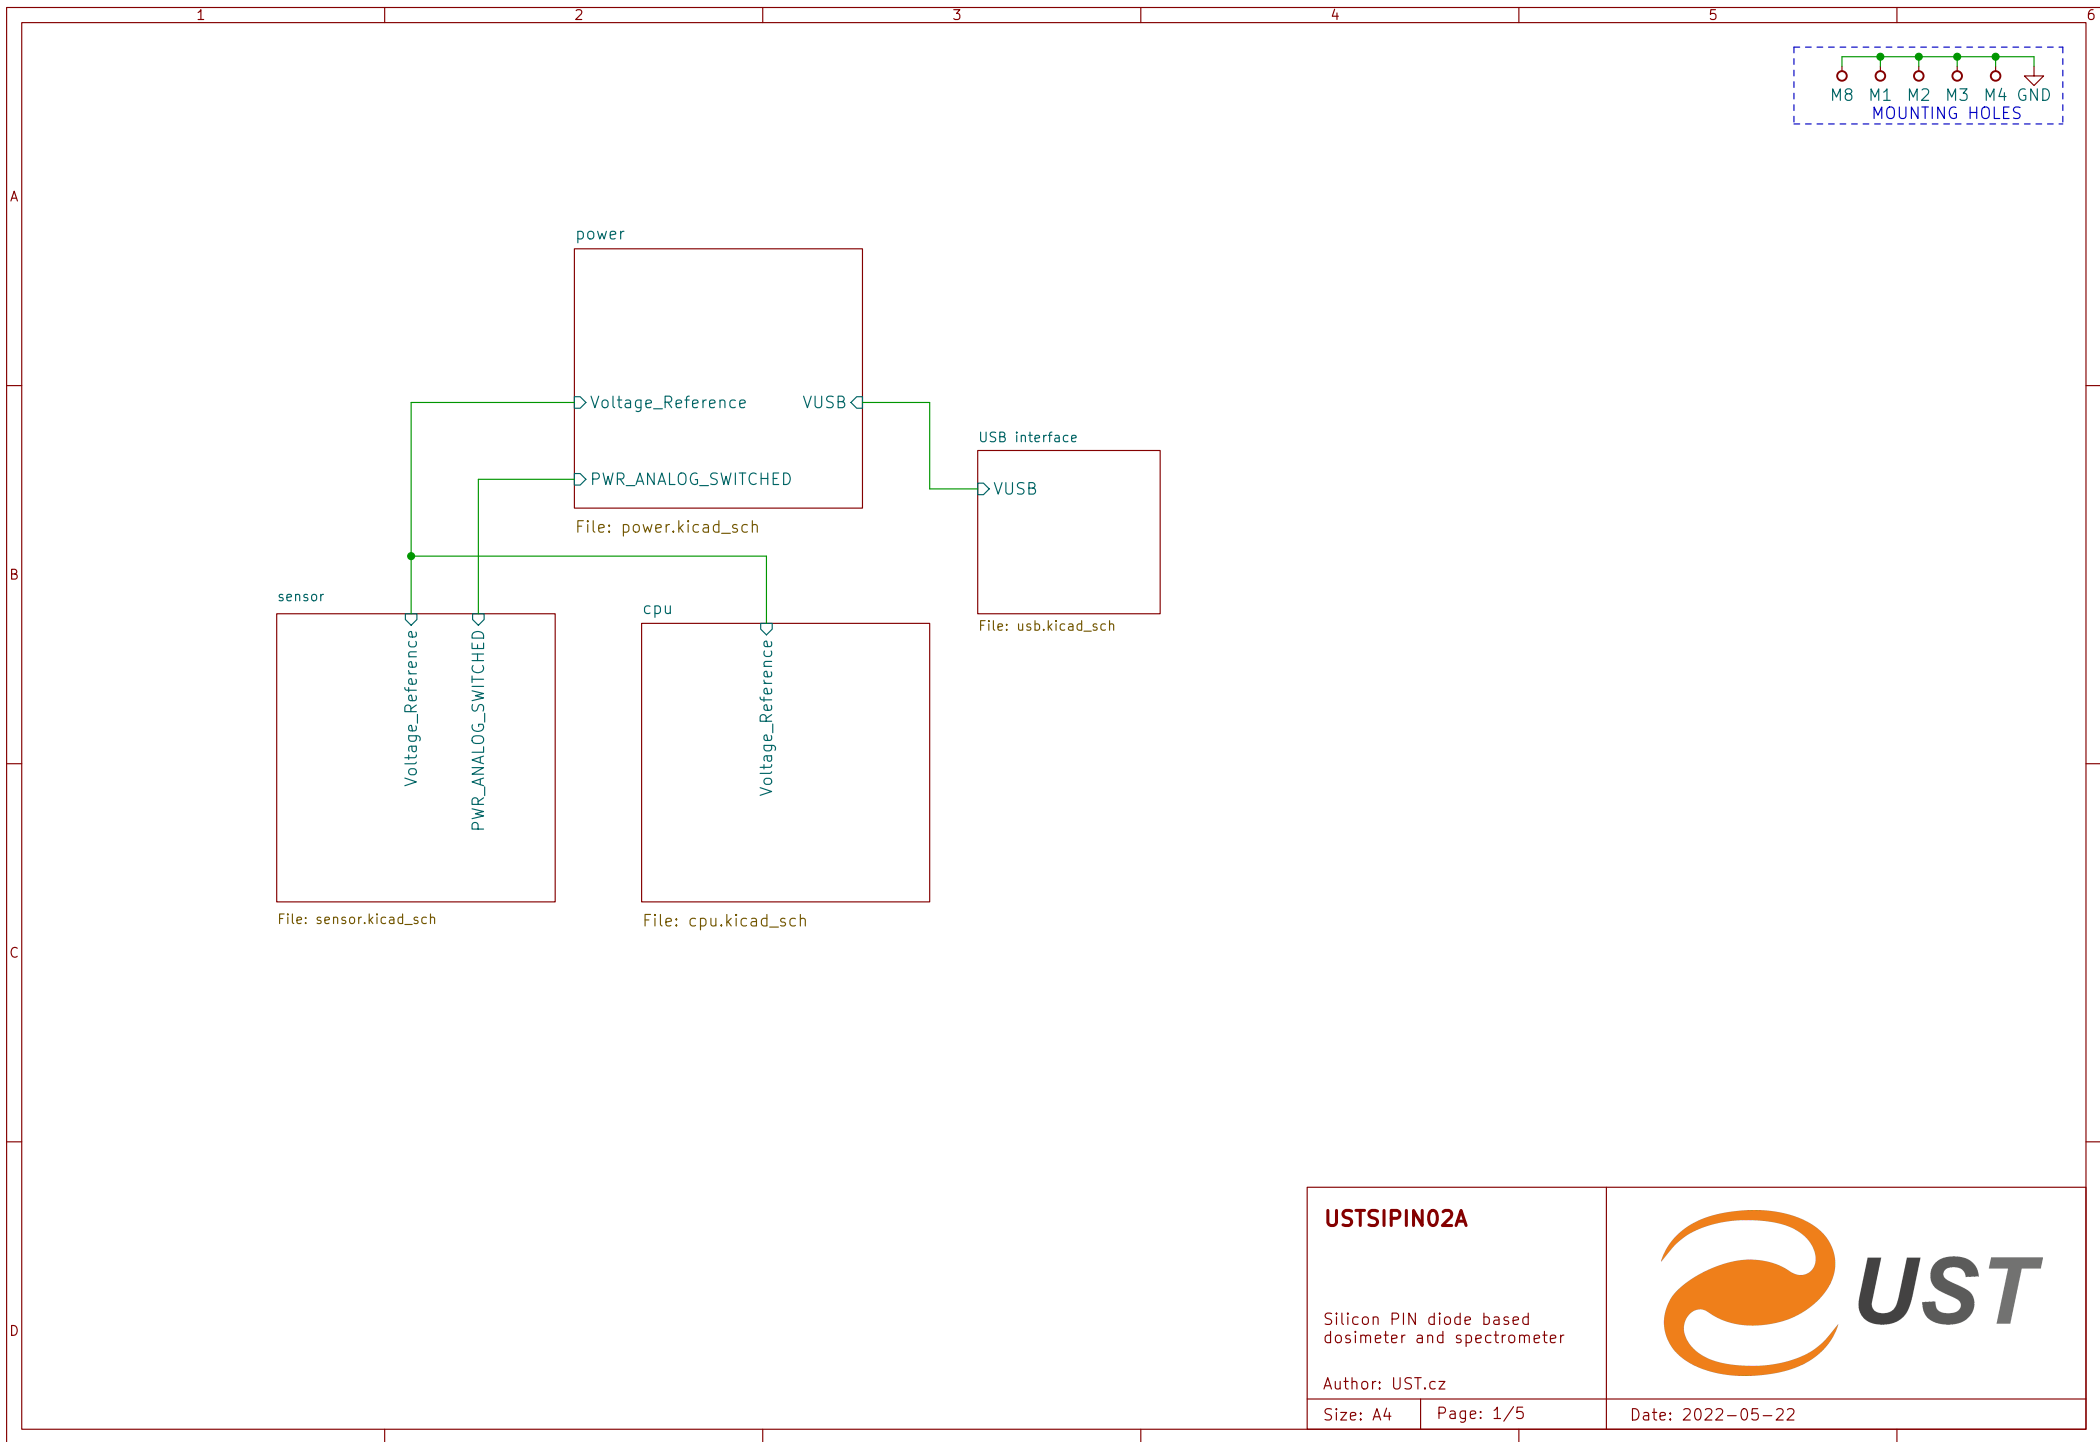 1 2 3 4 5 6
M8 M1 M2 M3 M4 GND
MOUNTING HOLES
A
power
Voltage_Reference VUSB
USB interface
PWR_ANALOG_SWITCHED
VUSB
File: power.kicad_sch
B
sensor
cpu
File: usb.kicad_sch
Voltage_Reference
PWR_ANALOG_SWITCHED
Voltage_Reference
File: sensor.kicad_sch
File: cpu.kicad_sch
C
USTSIPIN02A
UST
Silicon PIN diode based
dosimeter and spectrometer
D
Author: UST.cz
Size: A4
Page: 1/5
Date: 2022-05-22